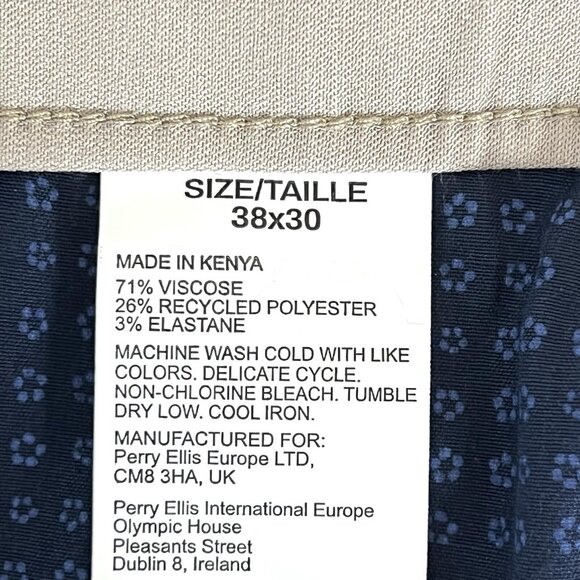 SIZE/TAILLE
38x30
MADE IN KENYA
71% VISCOSE
26% RECYCLED POLYESTER
3% ELASTANE
MACHINE WASH COLD WITH LIKE
COLORS. DELICATE CYCLE.
NON-CHLORINE BLEACH. TUMBLE
DRY LOW. COOL IRON.
MANUFACTURED FOR:
Perry Ellis Europe LTD,
CM8 3HA, UK
Perry Ellis International Europe
Olympic House
Pleasants Street
Dublin 8, Ireland